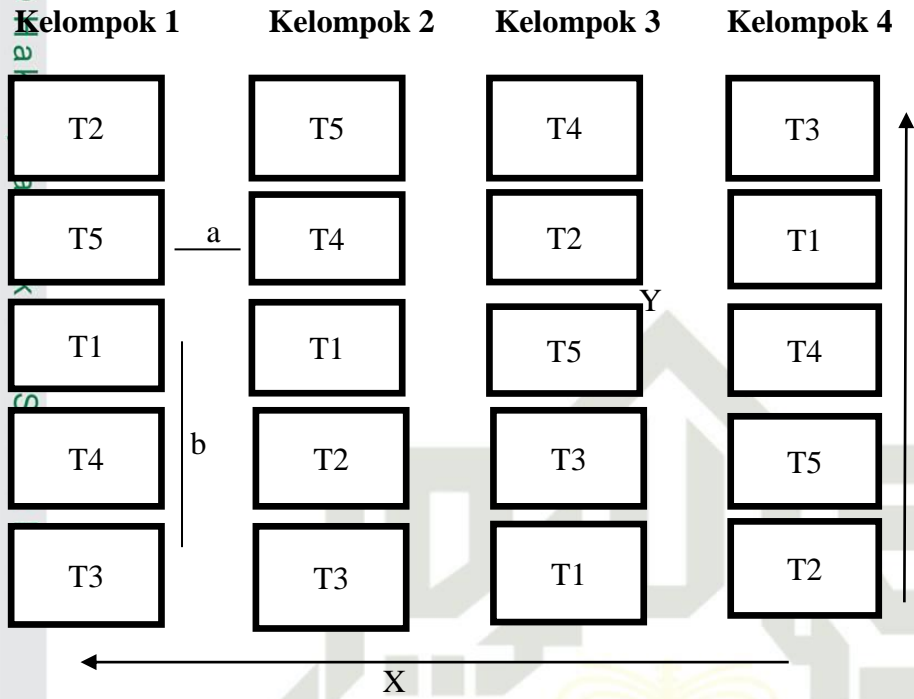 Kelompok 1 Kelompok 2 Kelompok 3 Kelompok 4
T2 T5 T4 T3
T5 a T4 T2 T1
Y
T1 T1 T5 T4
T4 b T2 T3 T5
T3 T3 T1 T2
X